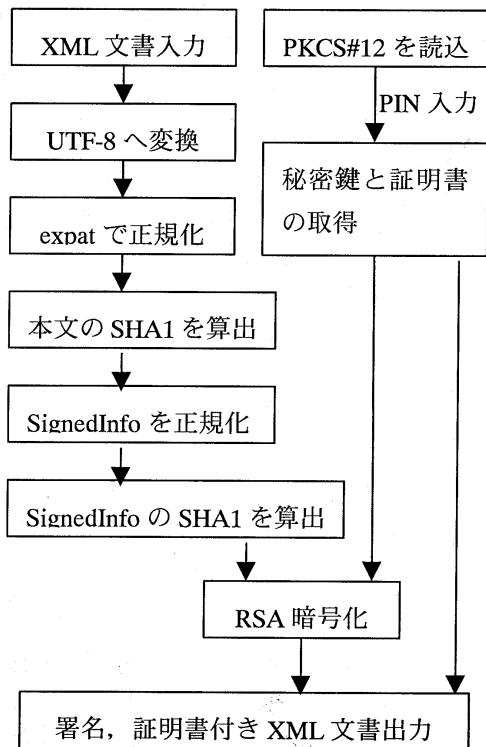 XML 文書入力
PKCS#12 を読込
PIN 入力
UTF-8 へ変換
秘密鍵と証明書
の取得
expat で正規化
本文の SHA1 を算出
SignedInfo を正規化
SignedInfo の SHA1 を算出
RSA 暗号化
署名，証明書付き XML 文書出力